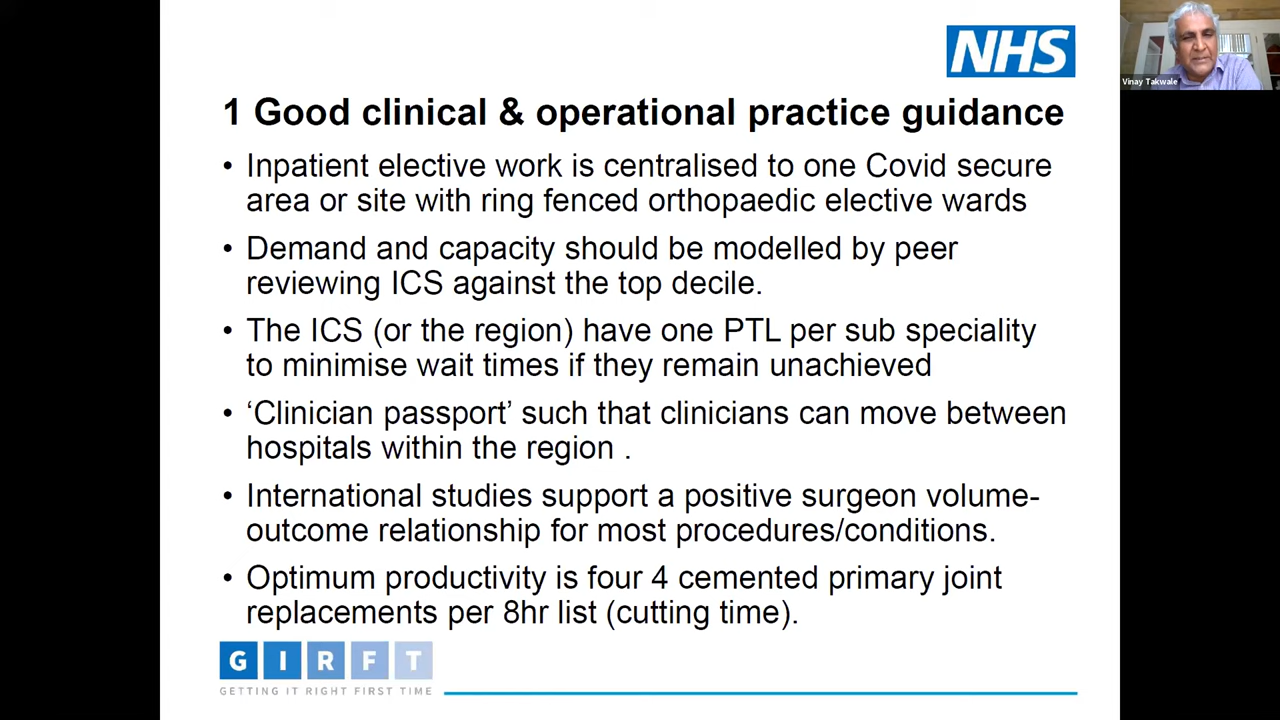 NHS
Vinay Takwale
1 Good clinical & operational practice guidance
• Inpatient elective work is centralised to one Covid secure
area or site with ring fenced orthopaedic elective wards
• Demand and capacity should be modelled by peer
reviewing ICS against the top decile.
• The ICS (or the region) have one PTL per sub speciality
to minimise wait times if they remain unachieved
• ‘Clinician passport’ such that clinicians can move between
hospitals within the region .
• International studies support a positive surgeon volume-
outcome relationship for most procedures/conditions.
• Optimum productivity is four 4 cemented primary joint
replacements per 8hr list (cutting time).
GIRFT
GETTING IT RIGHT FIRST TIME